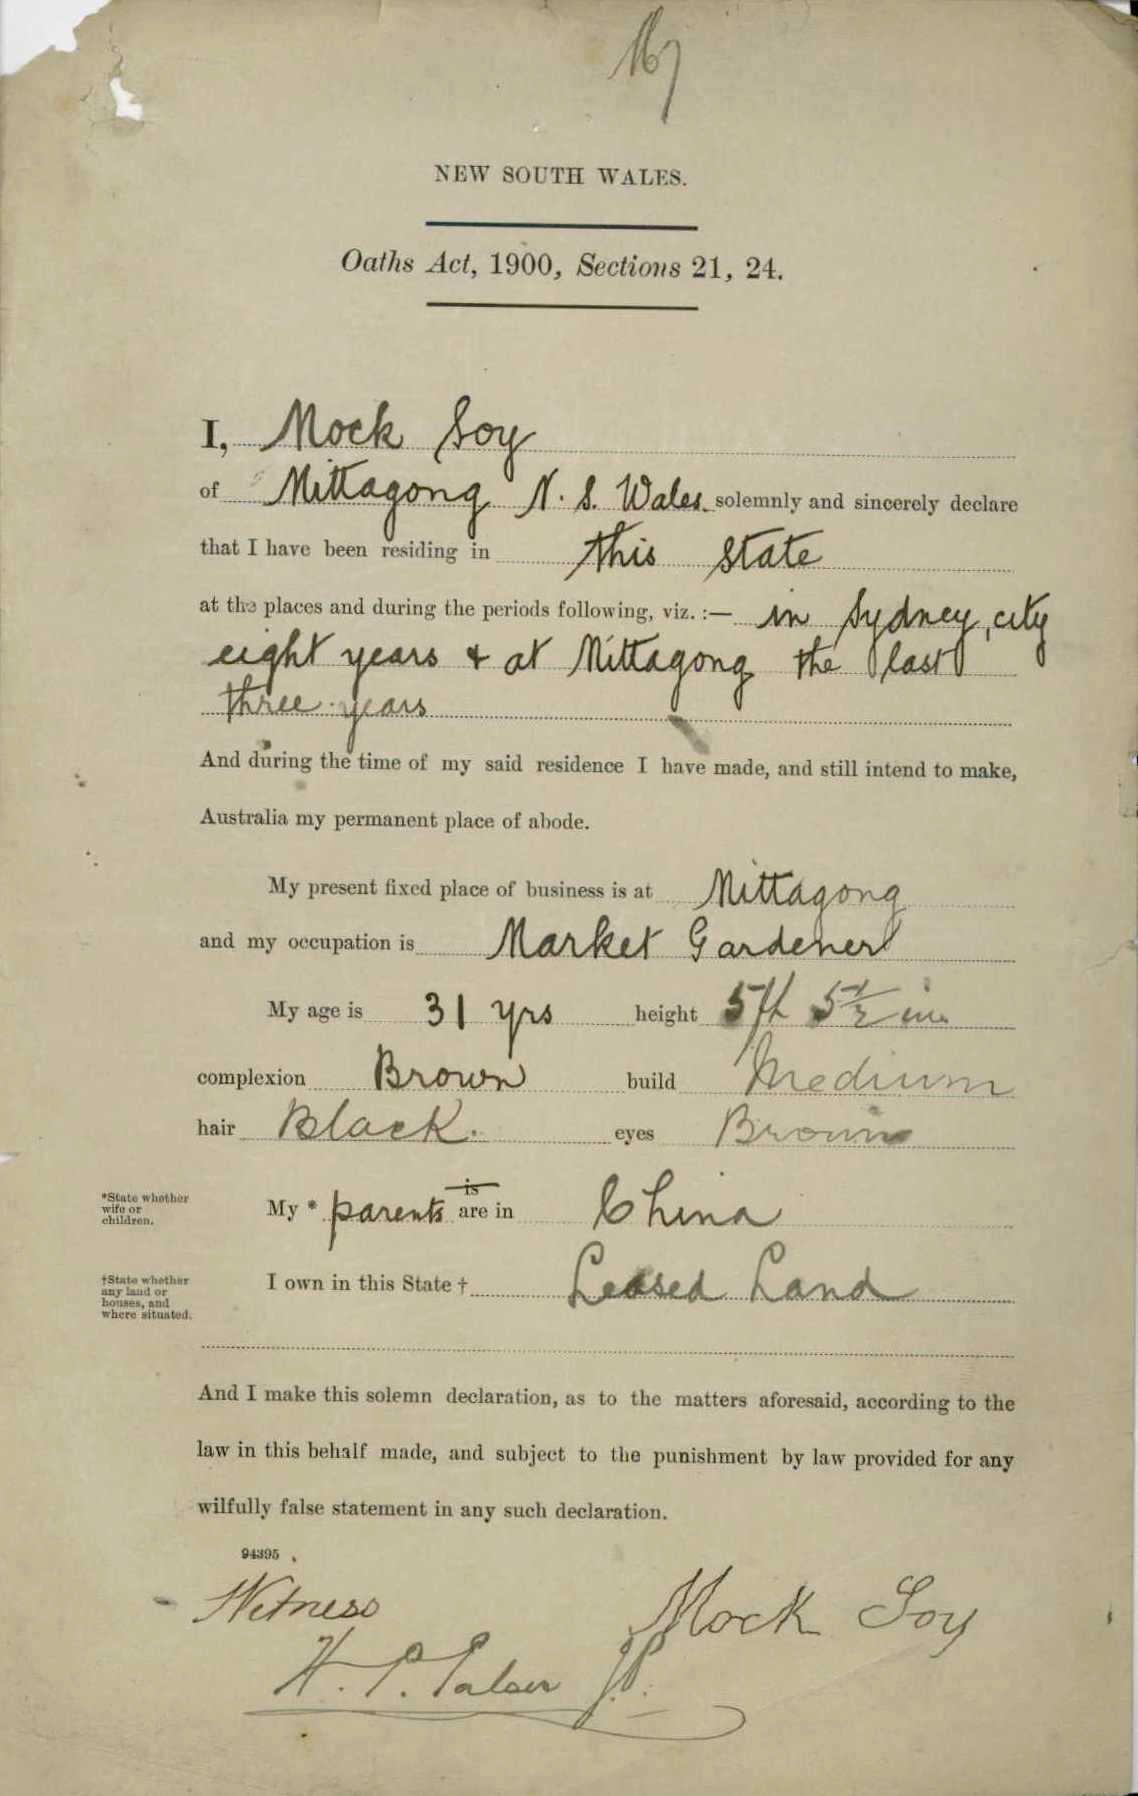 NEW SOUTH WALES.
Oaths Act, 1900, Sections 21, 24.
I, Mock Soy
of Mittagong N. S. Wales. solemnly and sincerely declare
that I have been residing in this state
at the places and during the periods following, viz. :— in Sydney, city
eight years & at Mittagong the last
three years
And during the time of my said residence I have made, and still intend to make,
Australia my permanent place of abode.
My present fixed place of business is at Mittagong
and my occupation is Market Gardener
My age is 31 yrs height 5ft 5½ in.
complexion Brown build Medium
hair Black. eyes Brown
*State whether wife or children.
My * parents is are in China
†State whether any land or houses, and where situated.
I own in this State † Leased Land
And I make this solemn declaration, as to the matters aforesaid, according to the
law in this behalf made, and subject to the punishment by law provided for any
wilfully false statement in any such declaration.
94395
Witness Mock Soy
H. P. J.P.